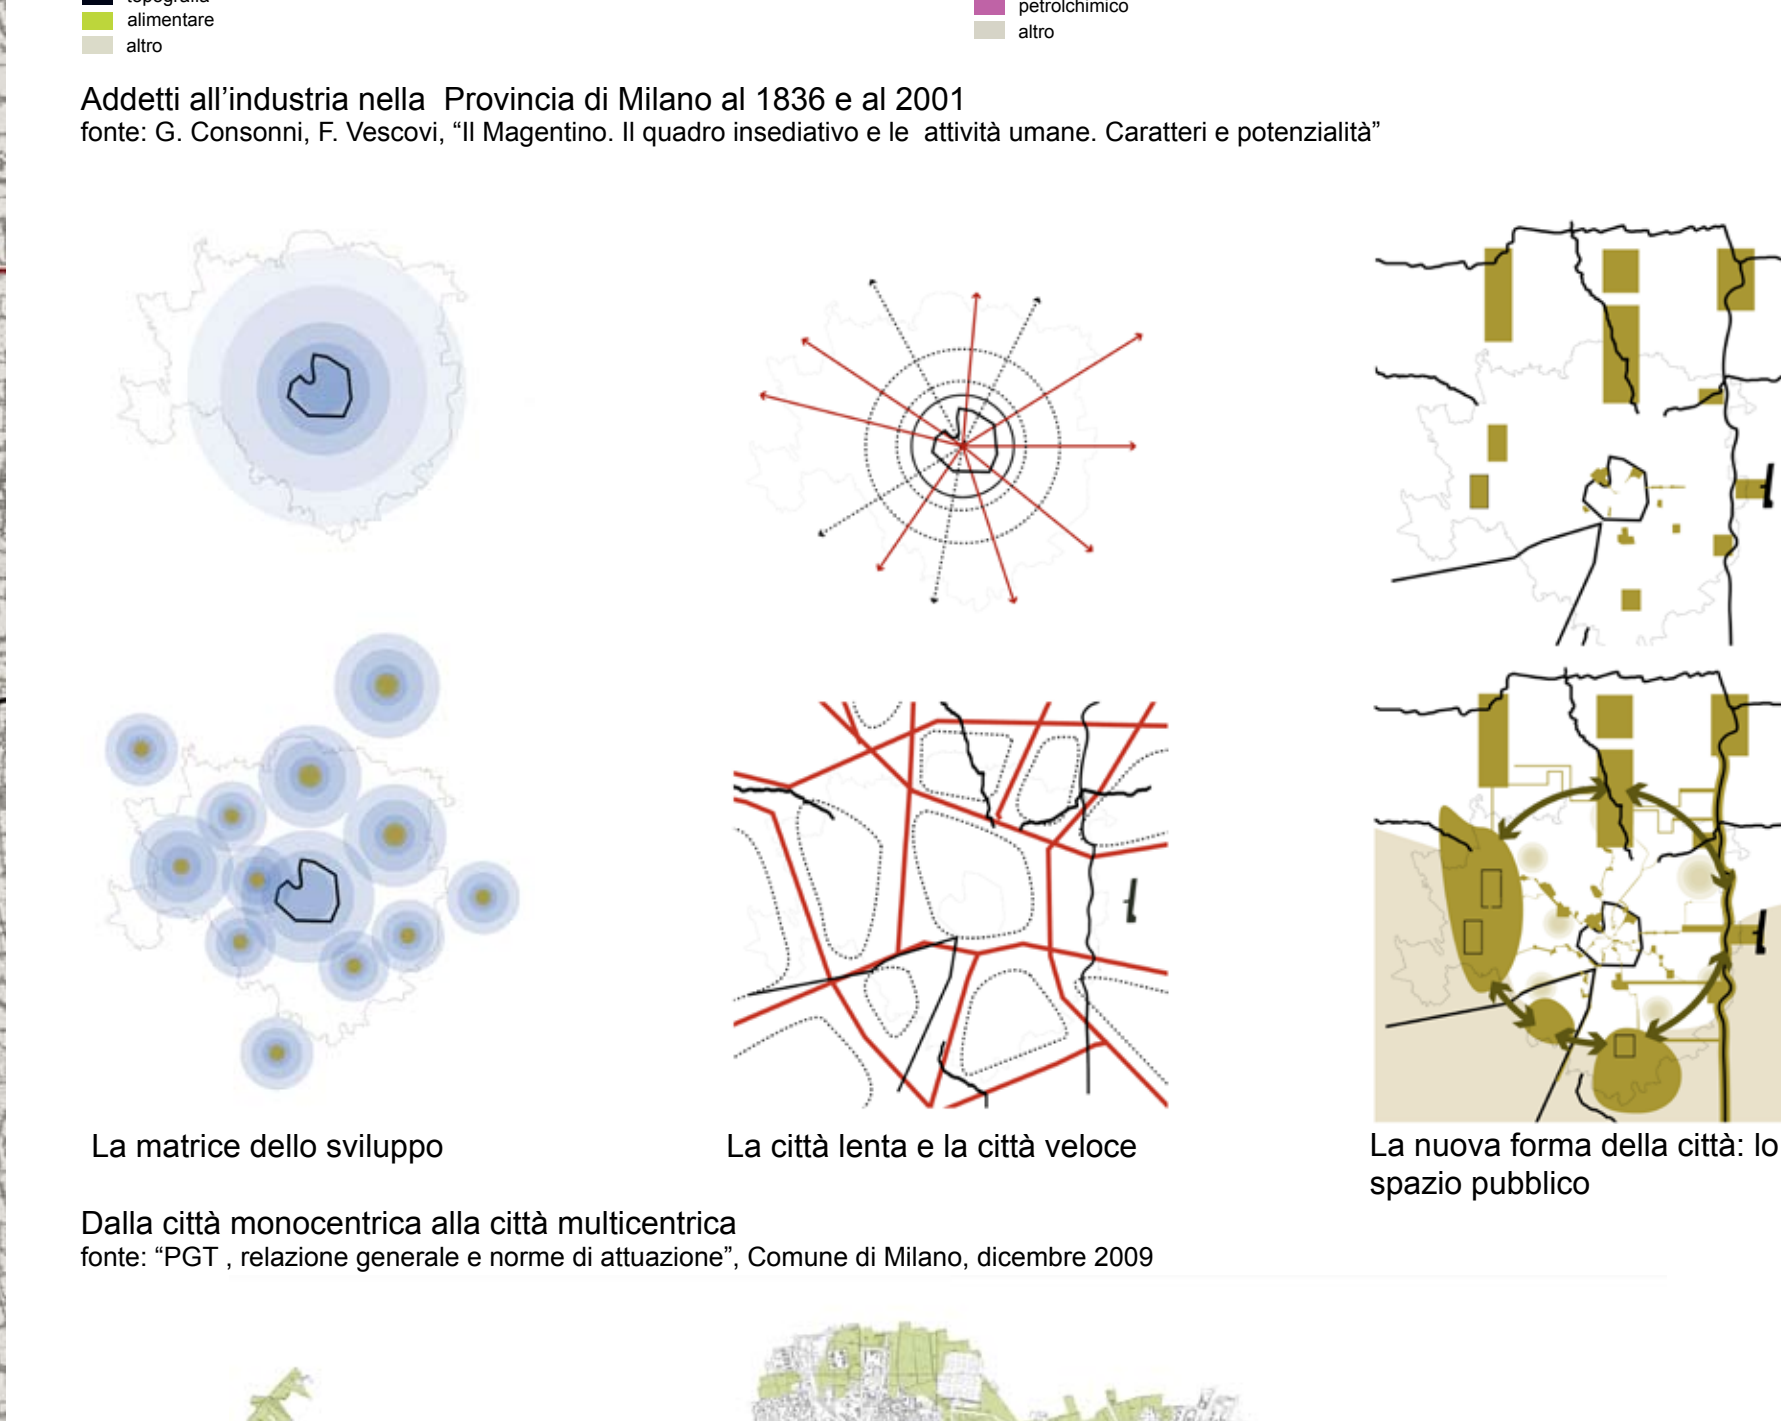 topografia
alimentare
altro
petrolchimico
altro
Addetti all’industria nella  Provincia di Milano al 1836 e al 2001
fonte: G. Consonni, F. Vescovi, “Il Magentino. Il quadro insediativo e le  attività umane. Caratteri e potenzialità”
La matrice dello sviluppo
La città lenta e la città veloce
La nuova forma della città: lo
spazio pubblico
Dalla città monocentrica alla città multicentrica
fonte: “PGT , relazione generale e norme di attuazione”, Comune di Milano, dicembre 2009